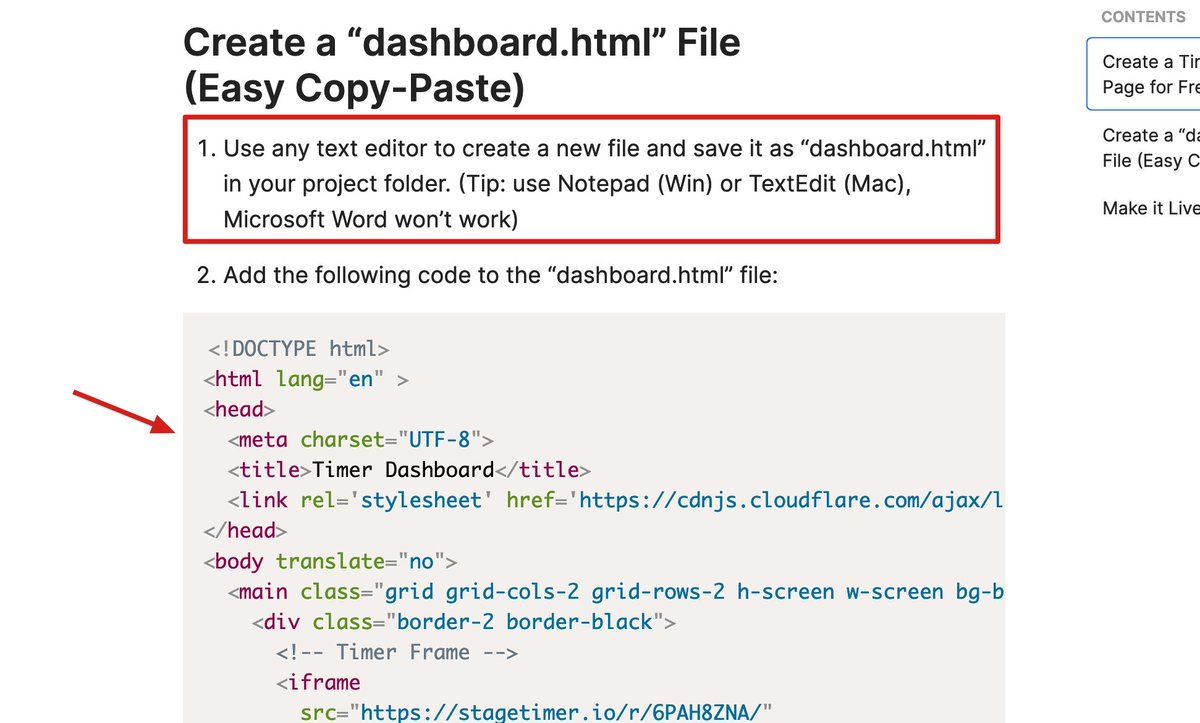 Create a “dashboard.html” File
(Easy Copy-Paste)
1. Use any text editor to create a new file and save it as “dashboard.html”
in your project folder. (Tip: use Notepad (Win) or TextEdit (Mac),
Microsoft Word won’t work)
2. Add the following code to the “dashboard.html” file:
<!DOCTYPE html>
<html lang="en" >
<head>
<meta charset="UTF-8">
<title>Timer Dashboard</title>
<link rel='stylesheet' href='https://cdnjs.cloudflare.com/ajax/l
</head>
<body translate="no">
<main class="grid grid-cols-2 grid-rows-2 h-screen w-screen bg-b
<div class="border-2 border-black">
<!-- Timer Frame -->
<iframe
src="https://stagetimer.io/r/6PAH8ZNA/"
CONTENTS
Create a
Page for
Create a
File (Easy
Make it Live